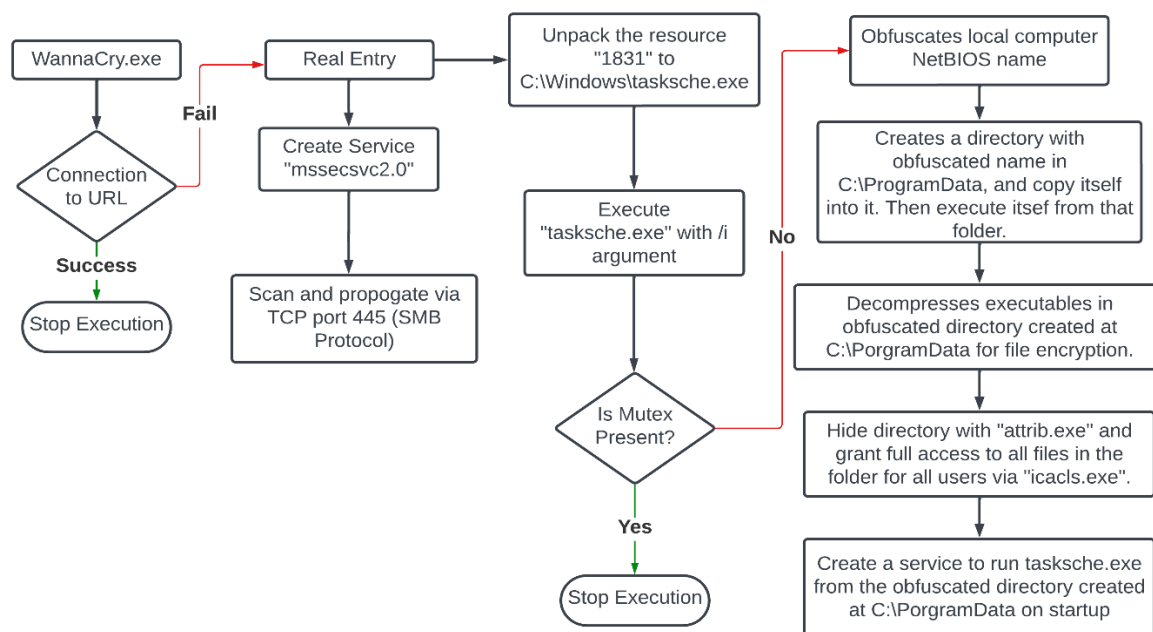 WannaCry.exe
Fail
Connection
to URL
Success
Stop Execution
Real Entry
Create Service
"mssecsvc2.0"
Scan and propogate via
TCP port 445 (SMB
Protocol)
Unpack the resource
"1831" to
C:\Windows\tasksche.exe
Execute
"tasksche.exe" with /i
argument
Is Mutex
Present?
No
Yes
Stop Execution
Obfuscates local computer
NetBIOS name
Creates a directory with
obfuscated name in
C:\ProgramData, and copy itself
into it. Then execute itsef from that
folder.
Decompresses executables in
obfuscated directory created at
C:\PorgramData for file encryption.
Hide directory with "attrib.exe" and
grant full access to all files in the
folder for all users via "icacls.exe".
Create a service to run tasksche.exe
from the obfuscated directory created
at C:\PorgramData on startup